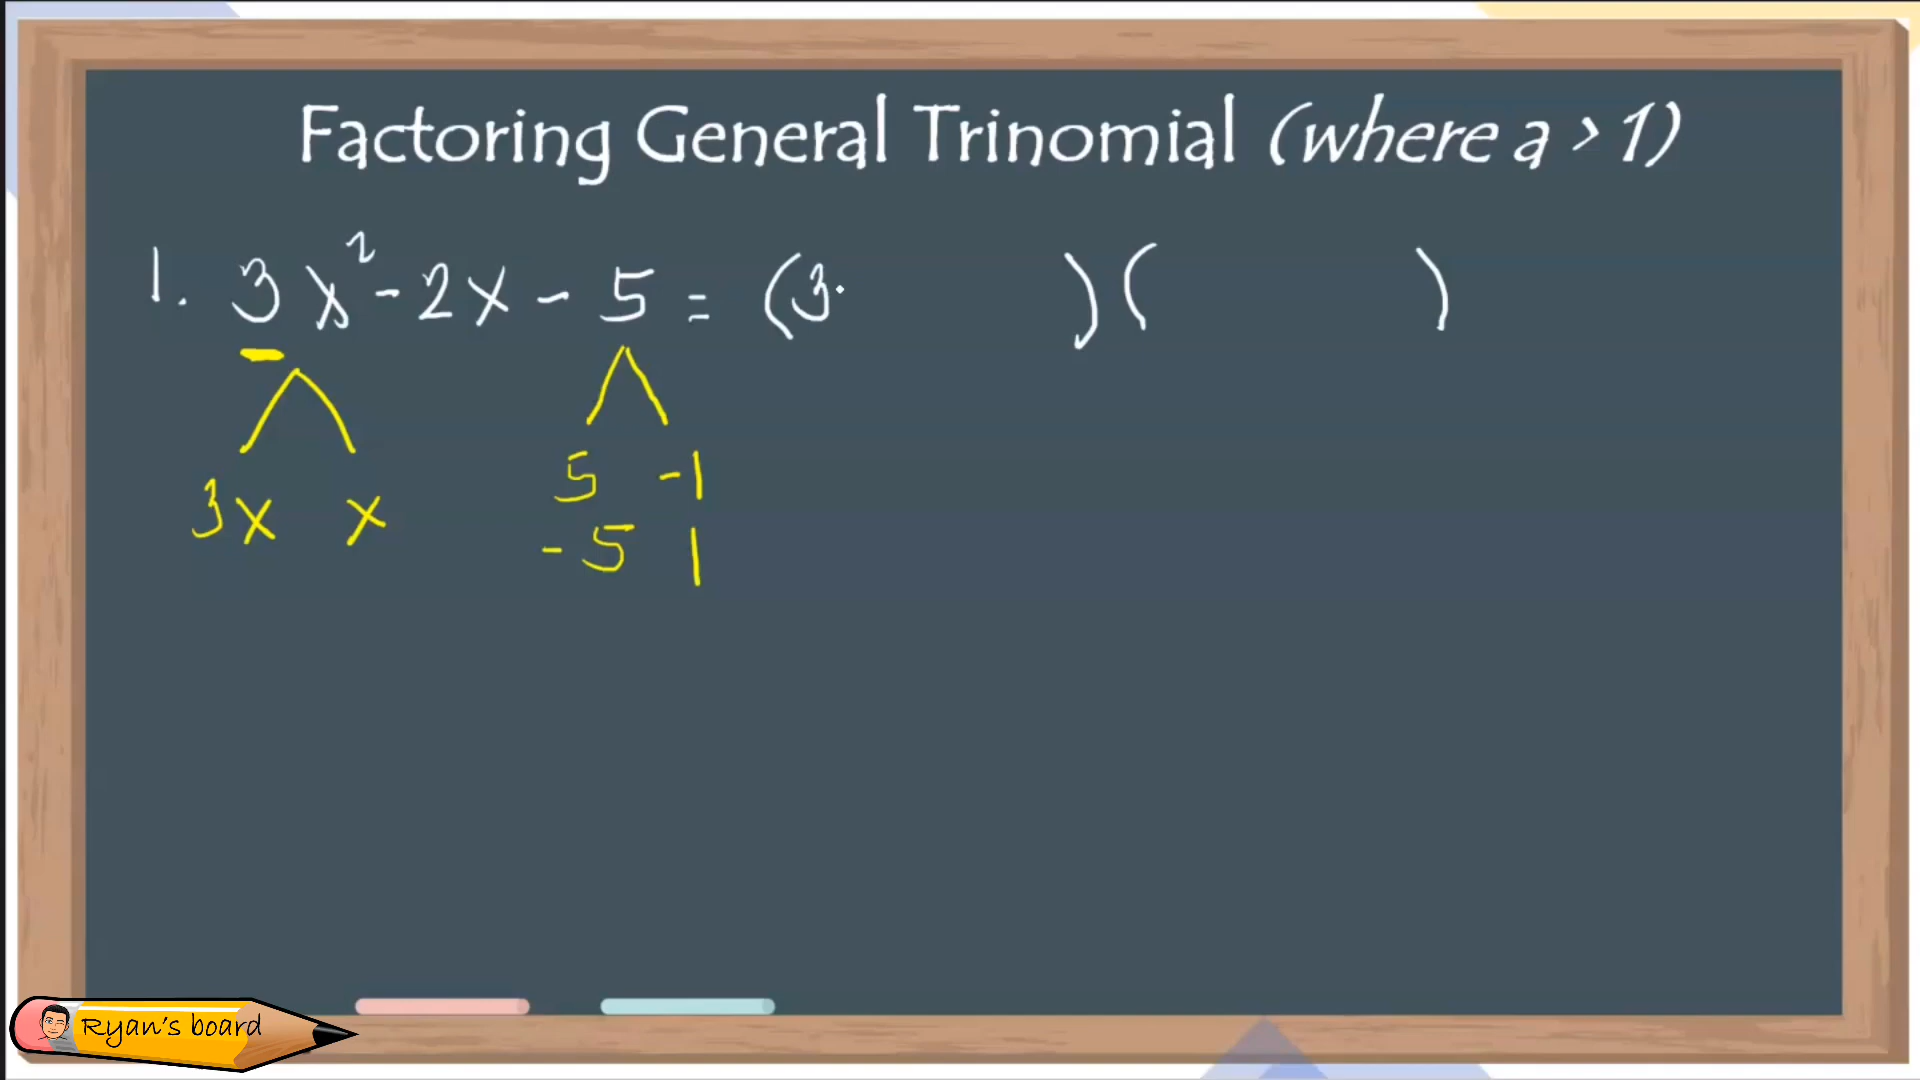 Factoring General Trinomial (where a > 1)
1. 3x² - 2x - 5 = (3 )( )
3x x 5 -1
-5 1
Ryan's board